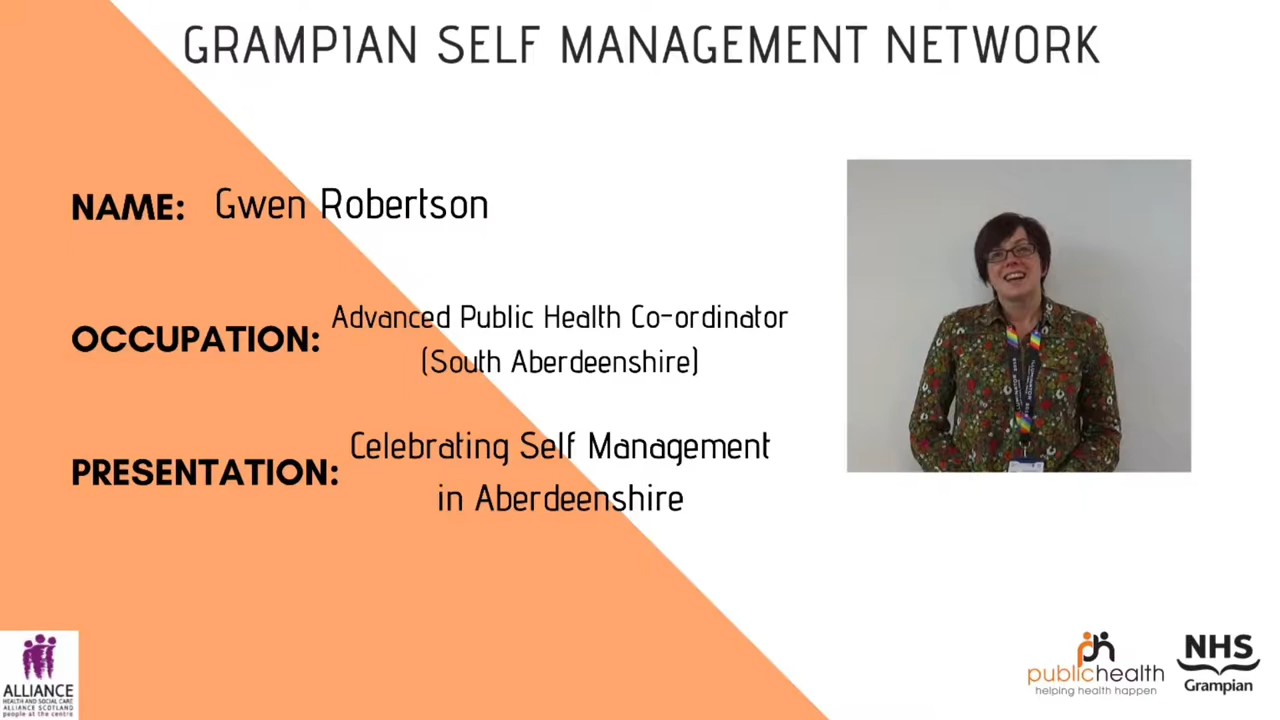 GRAMPIAN SELF MANAGEMENT NETWORK
NAME: Gwen Robertson
OCCUPATION: Advanced Public Health Co-ordinator
(South Aberdeenshire)
PRESENTATION: Celebrating Self Management
in Aberdeenshire
ALLIANCE
HEALTH AND SOCIAL CARE
ALLIANCE SCOTLAND
people at the centre
publichealth
helping health happen
NHS
Grampian